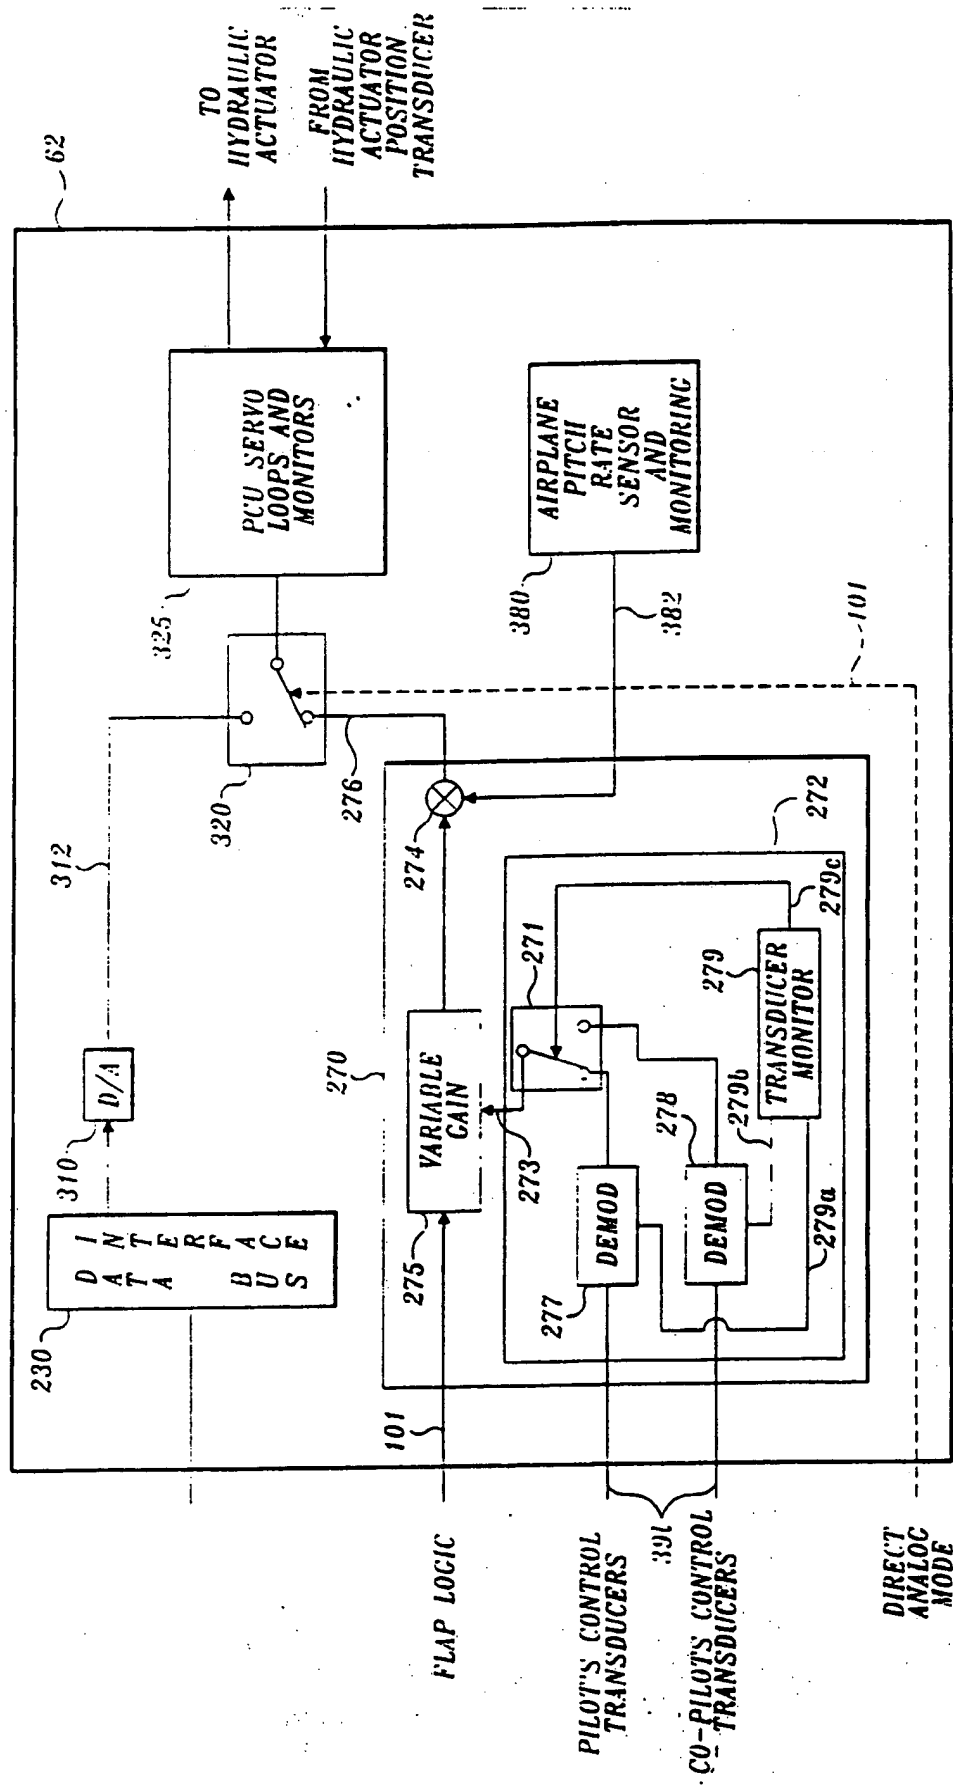 62
TO
HYDRAULIC
ACTUATOR
FROM
HYDRAULIC
ACTUATOR
POSITION
TRANSDUCER
230
DATA
BUS
INTERFACE
310
D/A
312
320
325
PCU SERVO
LOOPS AND
MONITORS
276
270
275
VARIABLE
GAIN
274
380
AIRPLANE
PITCH
RATE
SENSOR
AND
MONITORING
382
101
273
271
272
277
DEMOD
278
DEMOD
279
TRANSDUCER
MONITOR
279a
279b
279c
101
FLAP LOGIC
PILOT'S CONTROL
TRANSDUCERS
391
CO-PILOTS CONTROL
TRANSDUCERS
DIRECT
ANALOG
MODE